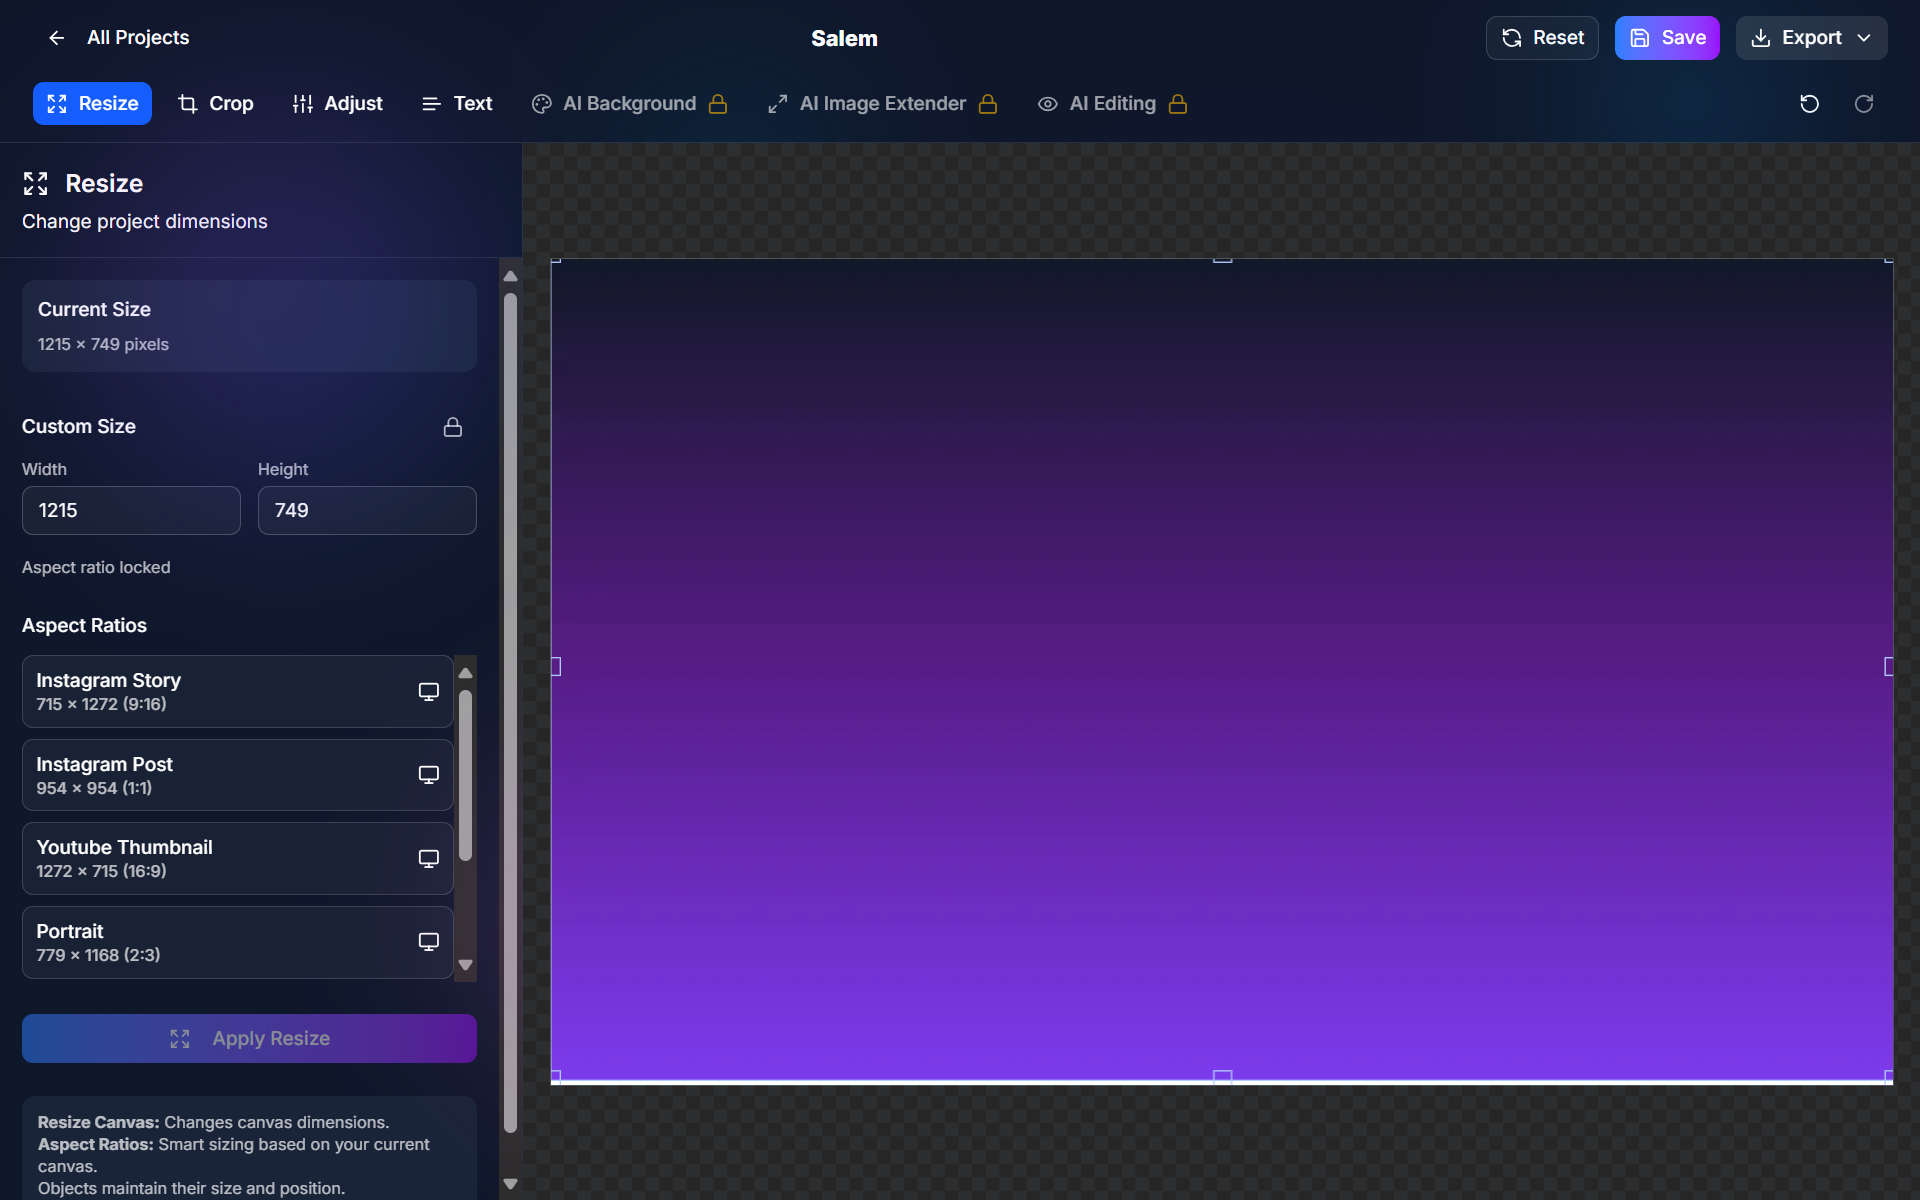 All Projects
Salem
Reset
Save
Export
Resize
Crop
Adjust
Text
AI Background
AI Image Extender
AI Editing
Resize
Change project dimensions
Current Size
1215 × 749 pixels
Custom Size
Width
Height
1215
749
Aspect ratio locked
Aspect Ratios
Instagram Story
715 × 1272 (9:16)
Instagram Post
954 × 954 (1:1)
Youtube Thumbnail
1272 × 715 (16:9)
Portrait
779 × 1168 (2:3)
Apply Resize
Resize Canvas: Changes canvas dimensions.
Aspect Ratios: Smart sizing based on your current
canvas.
Objects maintain their size and position.